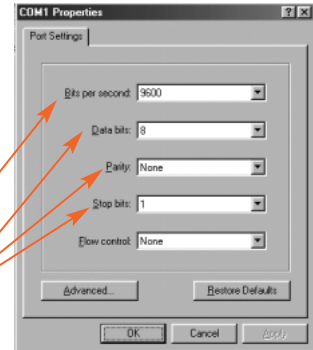 COM1 Properties
Port Settings
Bits per second: 9600
Data bits: 8
Parity: None
Stop bits: 1
Flow control: None
Advanced...
Restore Defaults
OK
Cancel
Apply